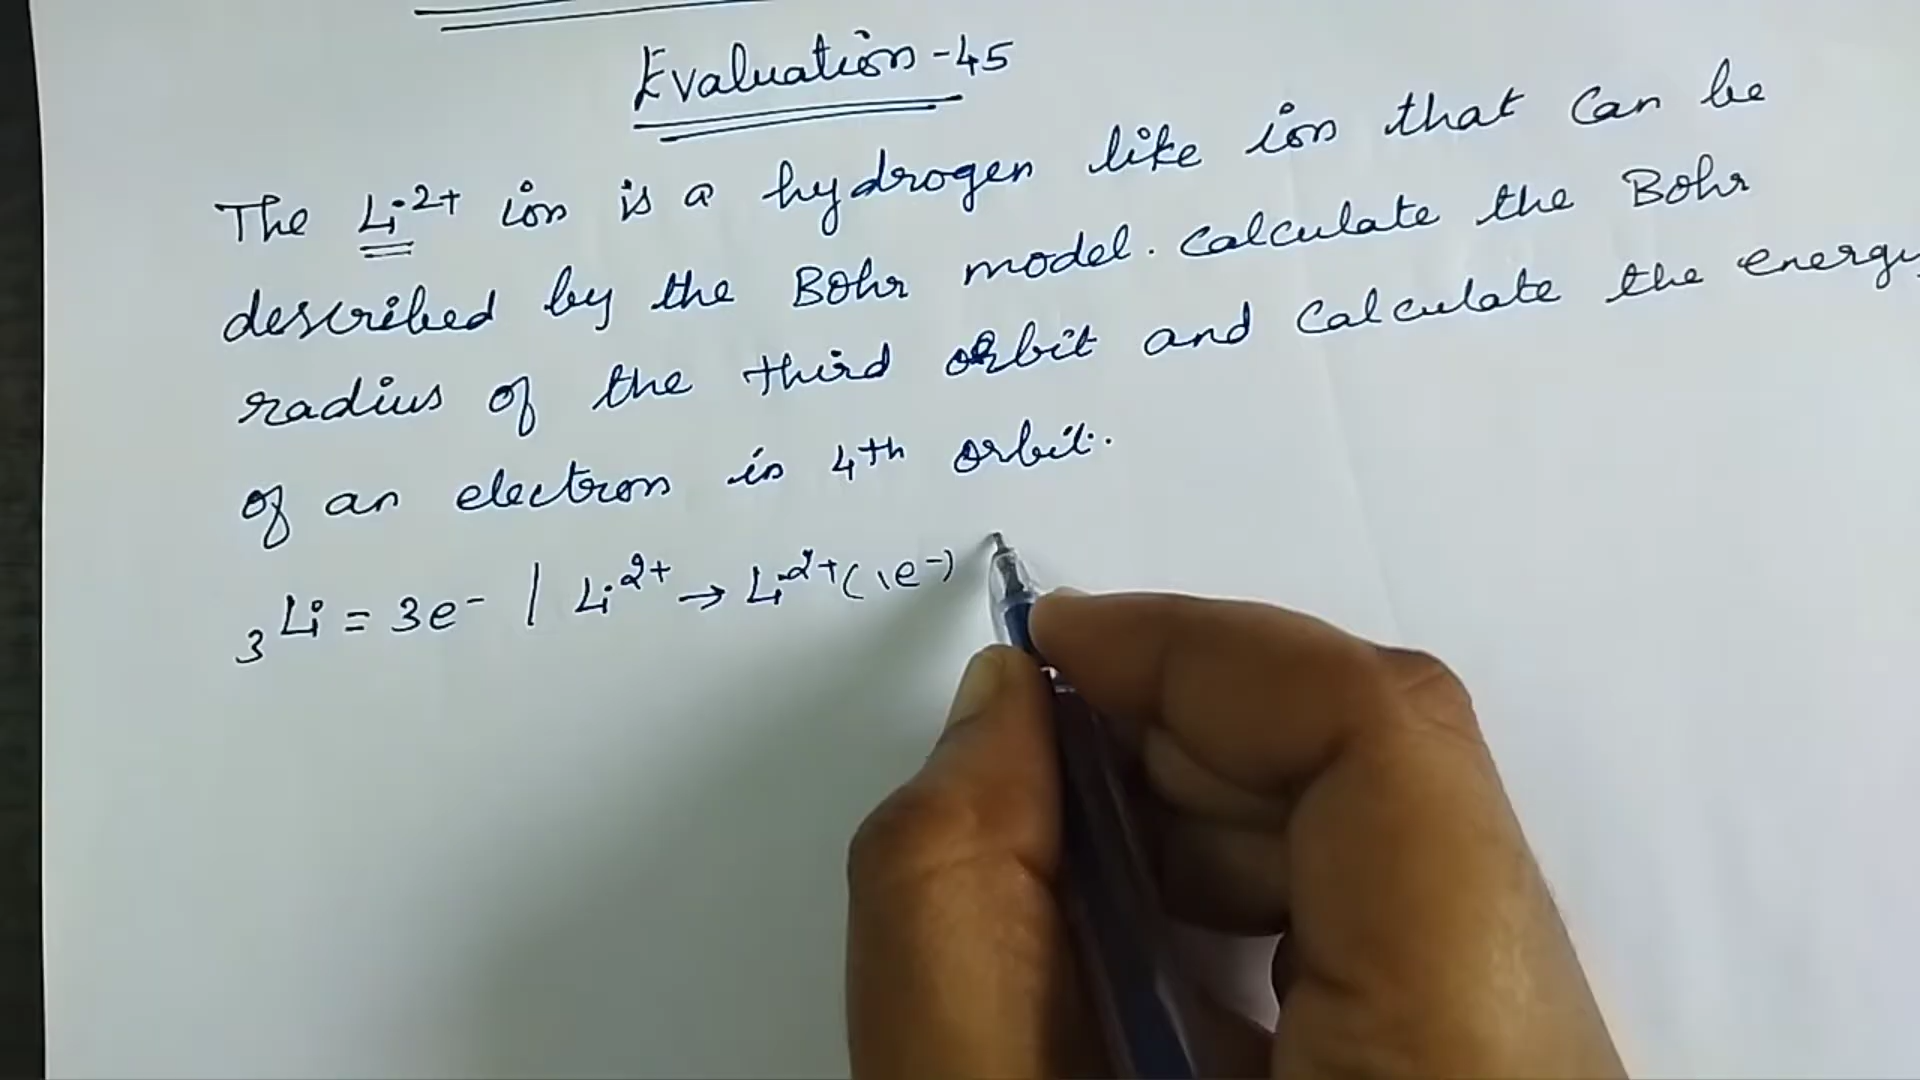 Evaluation-45
The Li²⁺ ion is a hydrogen like ion that can be
described by the Bohr model. Calculate the Bohr
radius of the third orbit and calculate the energy
of an electron in 4th orbit.
₃Li = 3e⁻ | Li²⁺ → Li²⁺(1e⁻)